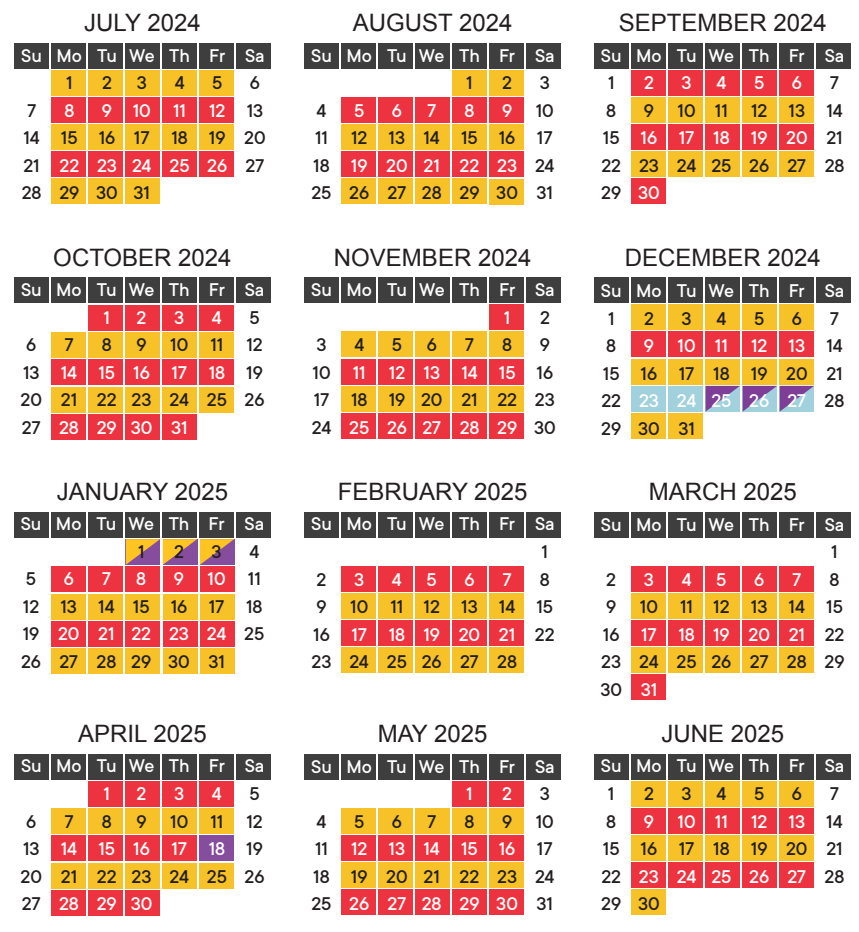 JULY 2024
Su Mo Tu We Th Fr Sa
1 2 3 4 5 6
7 8 9 10 11 12 13
14 15 16 17 18 19 20
21 22 23 24 25 26 27
28 29 30 31
AUGUST 2024
Su Mo Tu We Th Fr Sa
1 2 3
4 5 6 7 8 9 10
11 12 13 14 15 16 17
18 19 20 21 22 23 24
25 26 27 28 29 30 31
SEPTEMBER 2024
Su Mo Tu We Th Fr Sa
1 2 3 4 5 6 7
8 9 10 11 12 13 14
15 16 17 18 19 20 21
22 23 24 25 26 27 28
29 30
OCTOBER 2024
Su Mo Tu We Th Fr Sa
1 2 3 4 5
6 7 8 9 10 11 12
13 14 15 16 17 18 19
20 21 22 23 24 25 26
27 28 29 30 31
NOVEMBER 2024
Su Mo Tu We Th Fr Sa
1 2
3 4 5 6 7 8 9
10 11 12 13 14 15 16
17 18 19 20 21 22 23
24 25 26 27 28 29 30
DECEMBER 2024
Su Mo Tu We Th Fr Sa
1 2 3 4 5 6 7
8 9 10 11 12 13 14
15 16 17 18 19 20 21
22 23 24 25 26 27 28
29 30 31
JANUARY 2025
Su Mo Tu We Th Fr Sa
1 2 3 4
5 6 7 8 9 10 11
12 13 14 15 16 17 18
19 20 21 22 23 24 25
26 27 28 29 30 31
FEBRUARY 2025
Su Mo Tu We Th Fr Sa
1
2 3 4 5 6 7 8
9 10 11 12 13 14 15
16 17 18 19 20 21 22
23 24 25 26 27 28
MARCH 2025
Su Mo Tu We Th Fr Sa
1
2 3 4 5 6 7 8
9 10 11 12 13 14 15
16 17 18 19 20 21 22
23 24 25 26 27 28 29
30 31
APRIL 2025
Su Mo Tu We Th Fr Sa
1 2 3 4 5
6 7 8 9 10 11 12
13 14 15 16 17 18 19
20 21 22 23 24 25 26
27 28 29 30
MAY 2025
Su Mo Tu We Th Fr Sa
1 2 3
4 5 6 7 8 9 10
11 12 13 14 15 16 17
18 19 20 21 22 23 24
25 26 27 28 29 30 31
JUNE 2025
Su Mo Tu We Th Fr Sa
1 2 3 4 5 6 7
8 9 10 11 12 13 14
15 16 17 18 19 20 21
22 23 24 25 26 27 28
29 30